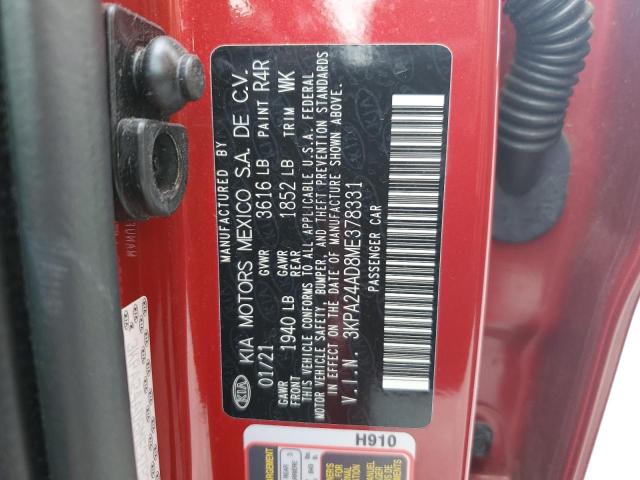 MANUFACTURED BY
KIA MOTORS MEXICO S.A. DE C.V.
01/21 GVWR 3616 LB PAINT R4R
GAWR FRONT 1940 LB GAWR REAR 1852 LB TRIM WK
THIS VEHICLE CONFORMS TO ALL APPLICABLE U.S.A. FEDERAL
MOTOR VEHICLE SAFETY, BUMPER, AND THEFT PREVENTION STANDARDS
IN EFFECT ON THE DATE OF MANUFACTURE SHOWN ABOVE.
V.I.N. 3KPA24AD8ME378331
PASSENGER CAR
KIA
H910